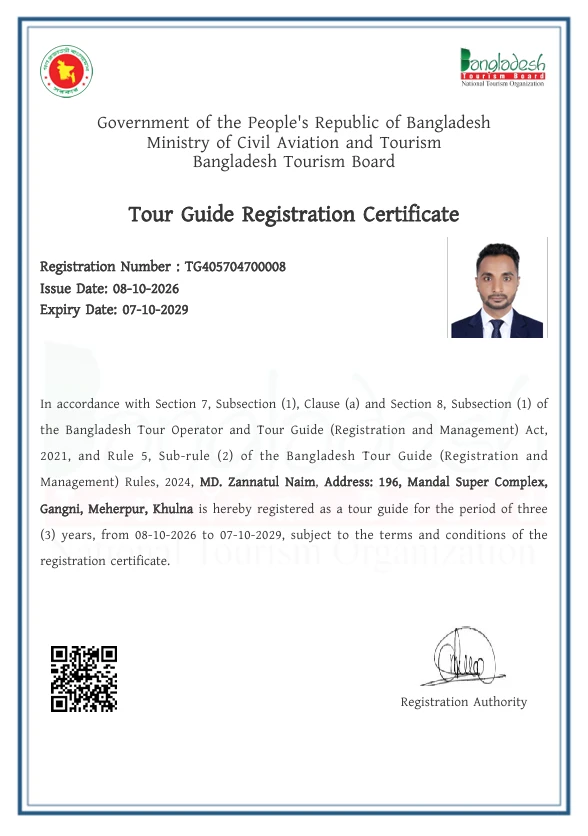 Bangladesh
Tourism Board
National Tourism Organization
Government of the People's Republic of Bangladesh
Ministry of Civil Aviation and Tourism
Bangladesh Tourism Board
Tour Guide Registration Certificate
Registration Number : TG405704700008
Issue Date: 08-10-2026
Expiry Date: 07-10-2029
In accordance with Section 7, Subsection (1), Clause (a) and Section 8, Subsection (1) of
the Bangladesh Tour Operator and Tour Guide (Registration and Management) Act,
2021, and Rule 5, Sub-rule (2) of the Bangladesh Tour Guide (Registration and
Management) Rules, 2024, MD. Zannatul Naim, Address: 196, Mandal Super Complex,
Gangni, Meherpur, Khulna is hereby registered as a tour guide for the period of three
(3) years, from 08-10-2026 to 07-10-2029, subject to the terms and conditions of the
registration certificate.
Registration Authority